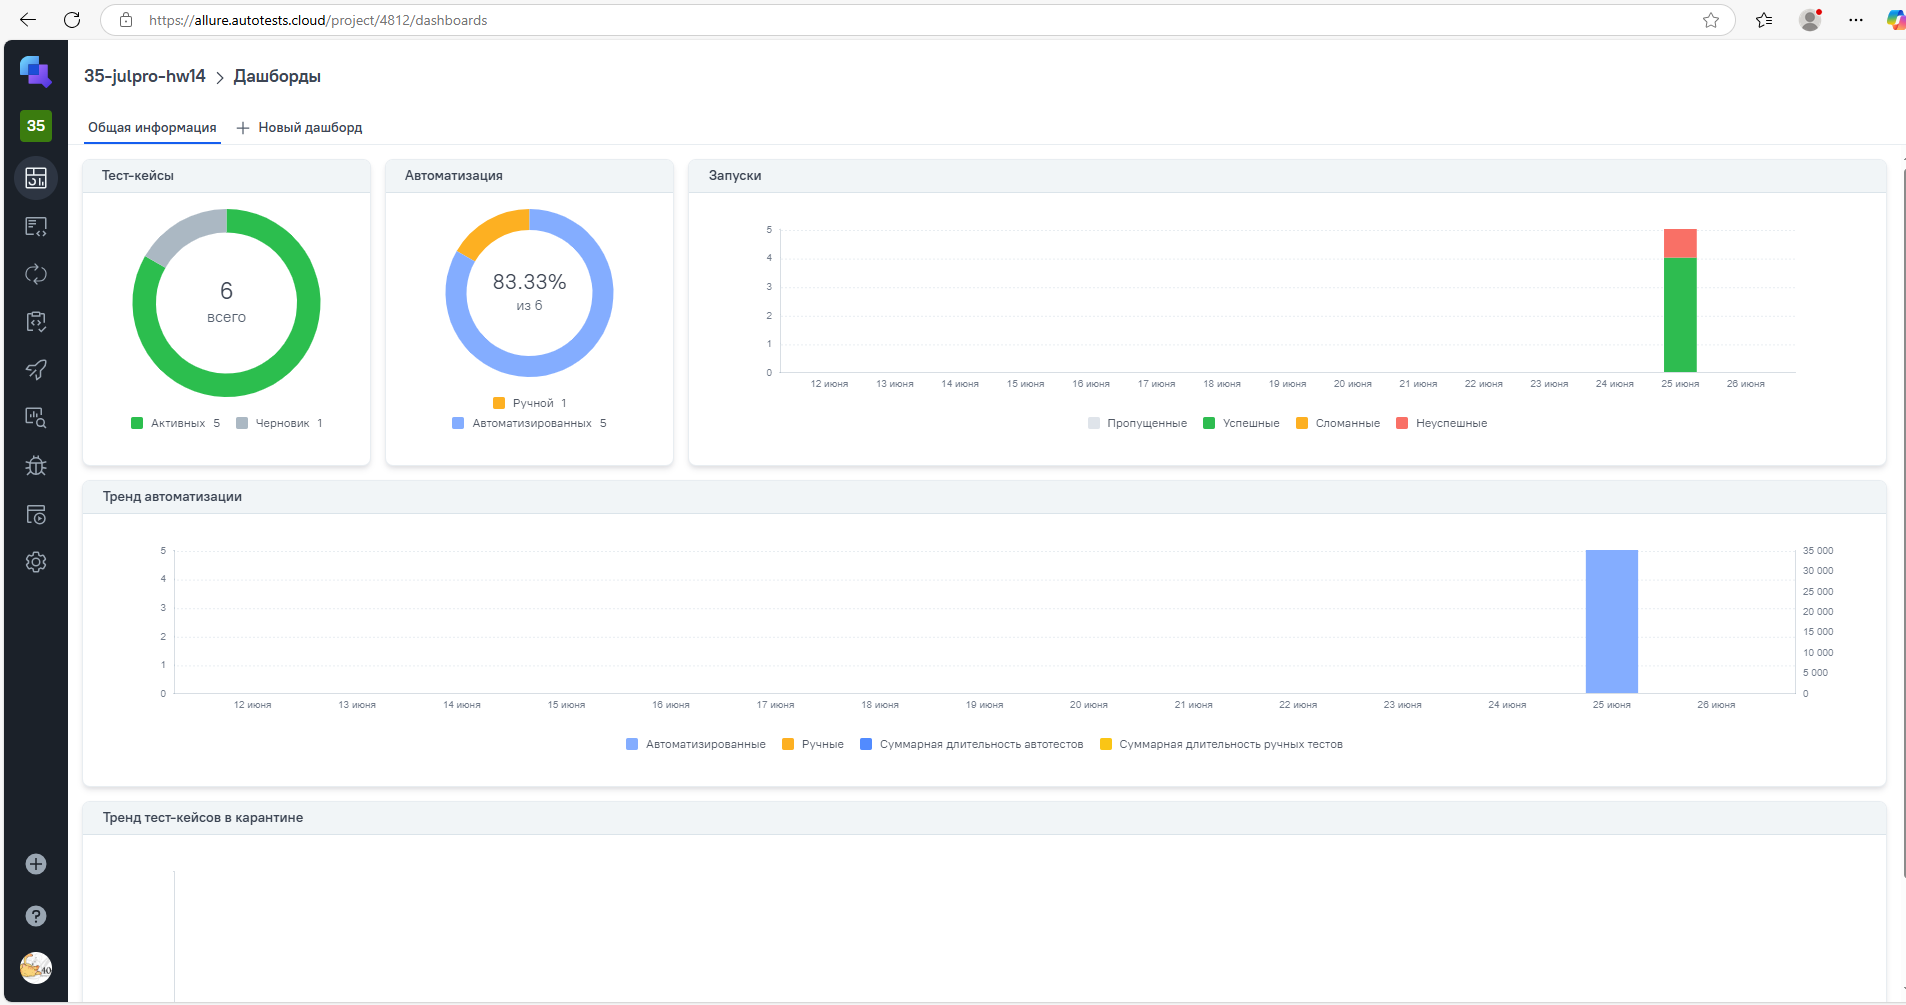 https://allure.autotests.cloud/project/4812/dashboards
35-julpro-hw14 > Дашборды
35
Общая информация
Новый дашборд
Тест-кейсы
6
всего
Активных 5
Черновик 1
Автоматизация
83.33%
из 6
Ручной 1
Автоматизированных 5
Запуски
5
4
3
2
1
0
12 июня 13 июня 14 июня 15 июня 16 июня 17 июня 18 июня 19 июня 20 июня 21 июня 22 июня 23 июня 24 июня 25 июня 26 июня
Пропущенные Успешные Сломанные Неуспешные
Тренд автоматизации
5
4
3
2
1
0
35 000
30 000
25 000
20 000
15 000
10 000
5 000
0
12 июня 13 июня 14 июня 15 июня 16 июня 17 июня 18 июня 19 июня 20 июня 21 июня 22 июня 23 июня 24 июня 25 июня 26 июня
Автоматизированные Ручные Суммарная длительность автотестов Суммарная длительность ручных тестов
Тренд тест-кейсов в карантине